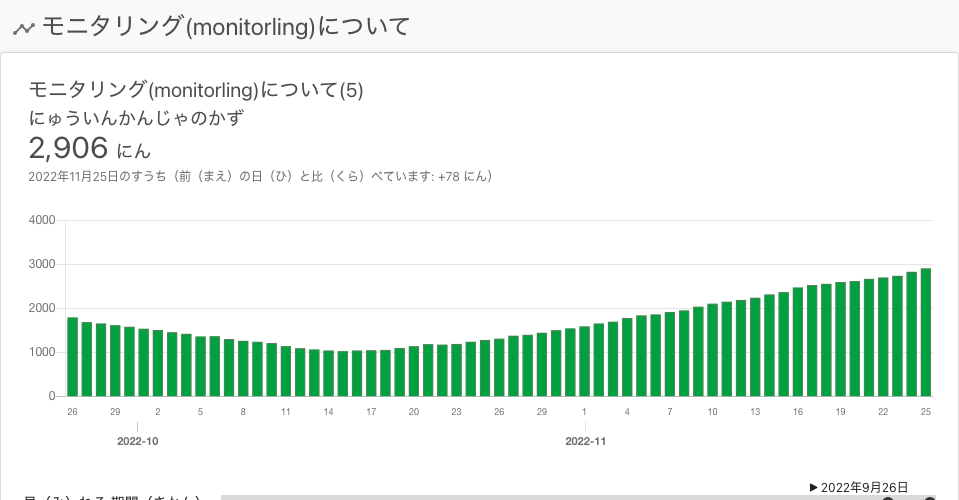 モニタリング(monitorling)について
モニタリング(monitorling)について(5)
にゅういんかんじゃのかず
2,906 にん
2022年11月25日のすうち（前（まえ）の日（ひ）と比（くら）べています: +78 にん）
4000
3000
2000
1000
0
26 29 2 5 8 11 14 17 20 23 26 29 1 4 7 10 13 16 19 22 25
2022-10 2022-11
▶ 2022年9月26日